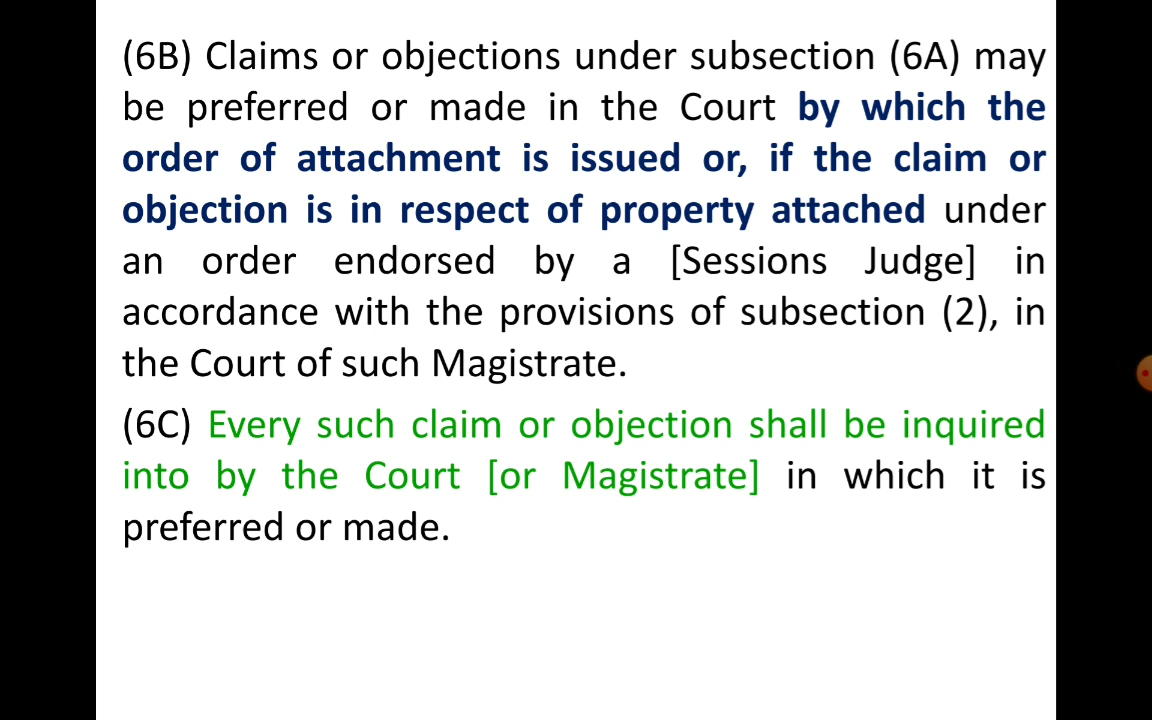 (6B) Claims or objections under subsection (6A) may
be preferred or made in the Court by which the
order of attachment is issued or, if the claim or
objection is in respect of property attached under
an order endorsed by a [Sessions Judge] in
accordance with the provisions of subsection (2), in
the Court of such Magistrate.
(6C) Every such claim or objection shall be inquired
into by the Court [or Magistrate] in which it is
preferred or made.